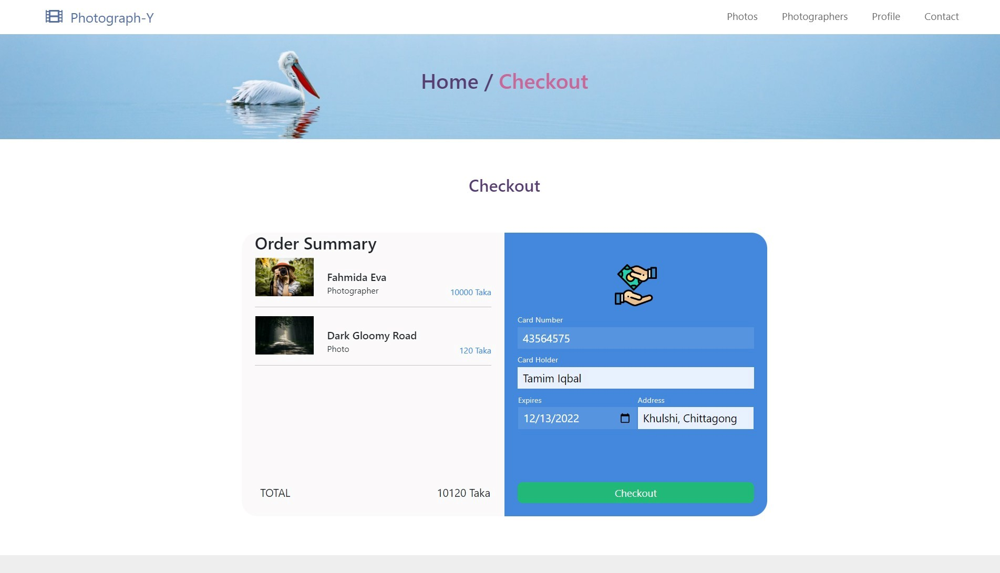 Photograph-Y
Photos Photographers Profile Contact
Home / Checkout
Checkout
Order Summary
Fahmida Eva
Photographer
10000 Taka
Dark Gloomy Road
Photo
120 Taka
TOTAL
10120 Taka
Card Number
43564575
Card Holder
Tamim Iqbal
Expires
12/13/2022
Address
Khulshi, Chittagong
Checkout